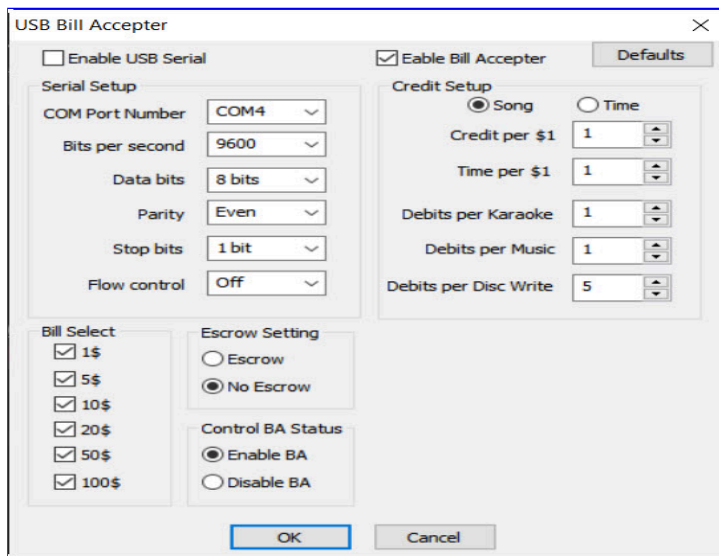 USB Bill Accepter
Enable USB Serial
Eable Bill Accepter
Defaults
Serial Setup
COM Port Number COM4
Bits per second 9600
Data bits 8 bits
Parity Even
Stop bits 1 bit
Flow control Off
Credit Setup
Song Time
Credit per $1 1
Time per $1 1
Debits per Karaoke 1
Debits per Music 1
Debits per Disc Write 5
Bill Select
1$
5$
10$
20$
50$
100$
Escrow Setting
Escrow
No Escrow
Control BA Status
Enable BA
Disable BA
OK Cancel